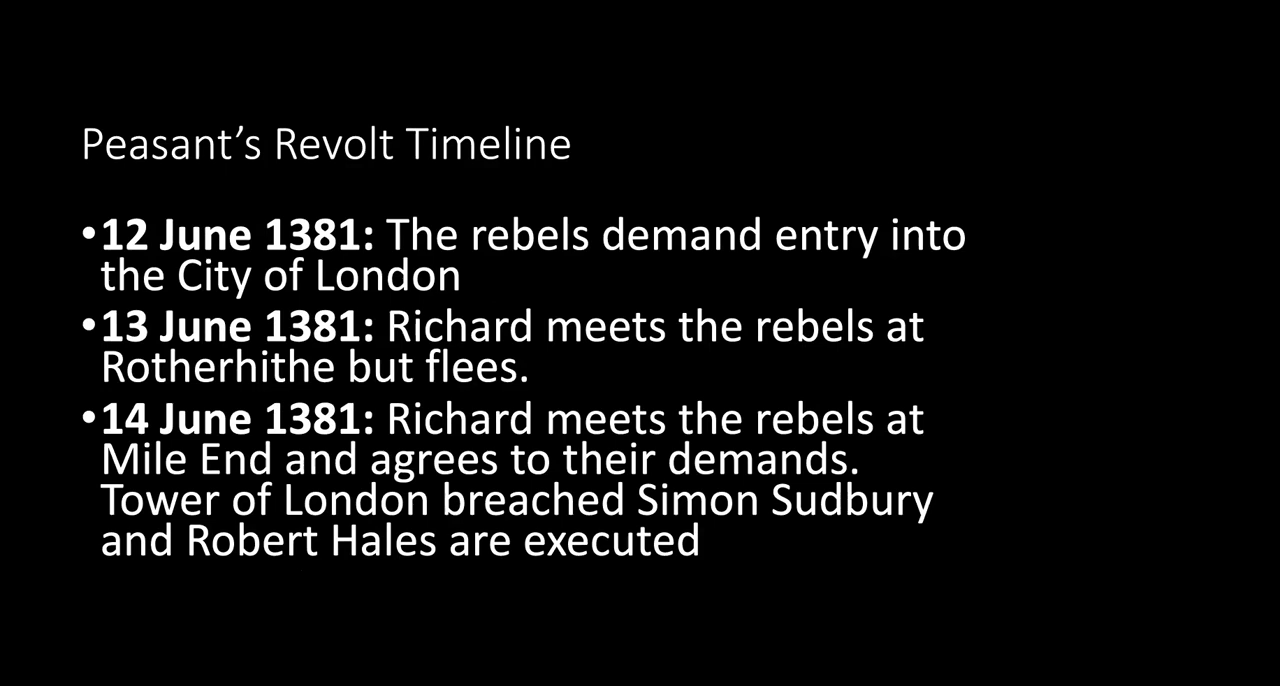 Peasant’s Revolt Timeline
•12 June 1381: The rebels demand entry into
the City of London
•13 June 1381: Richard meets the rebels at
Rotherhithe but flees.
•14 June 1381: Richard meets the rebels at
Mile End and agrees to their demands.
Tower of London breached Simon Sudbury
and Robert Hales are executed